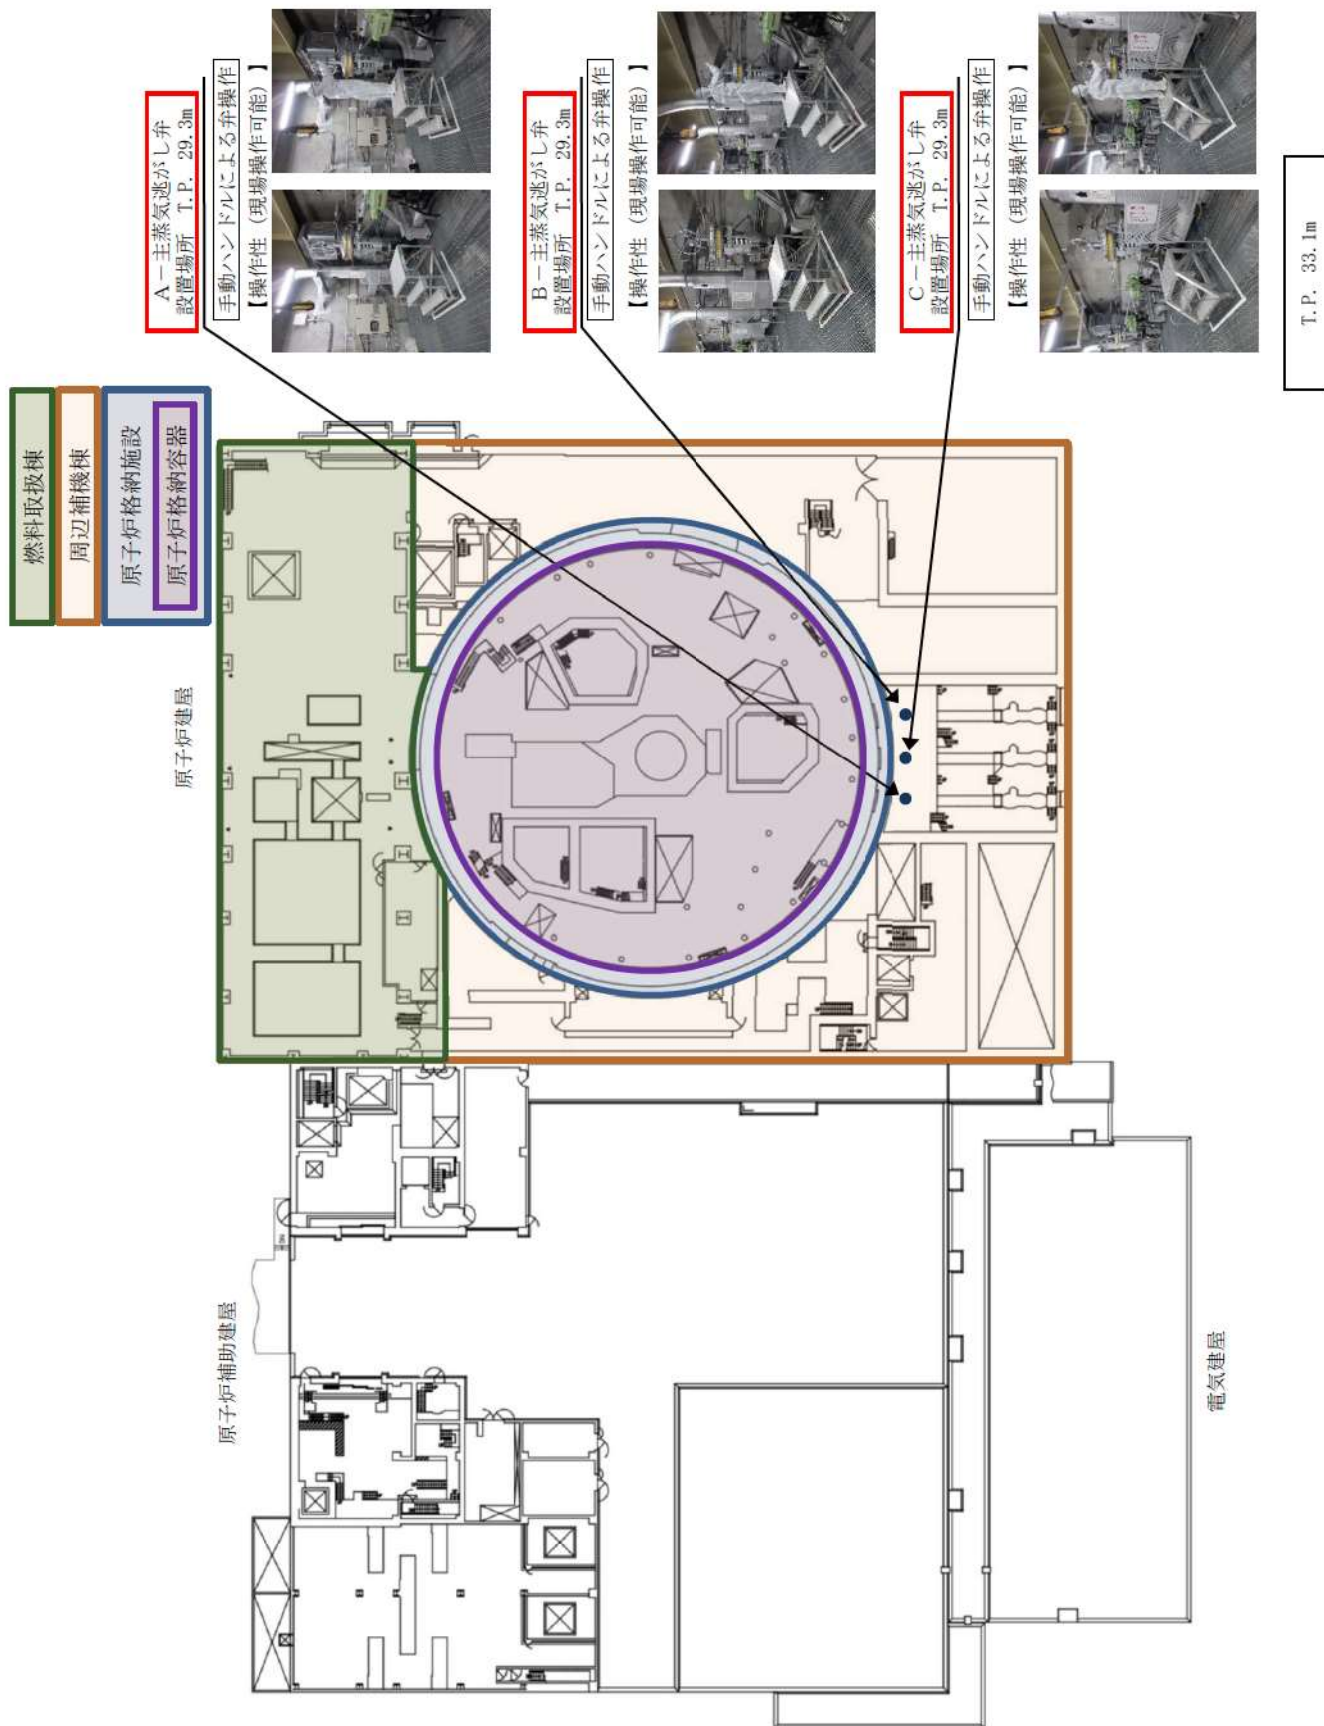 燃料取扱棟
周辺補機棟
原子炉格納施設
原子炉格納容器
A－主蒸気逃がし弁
設置場所 T.P. 29.3m
手動ハンドルによる弁操作
【操作性（現場操作可能）】
B－主蒸気逃がし弁
設置場所 T.P. 29.3m
手動ハンドルによる弁操作
【操作性（現場操作可能）】
C－主蒸気逃がし弁
設置場所 T.P. 29.3m
手動ハンドルによる弁操作
【操作性（現場操作可能）】
原子炉建屋
原子炉補助建屋
電気建屋
T.P. 33.1m